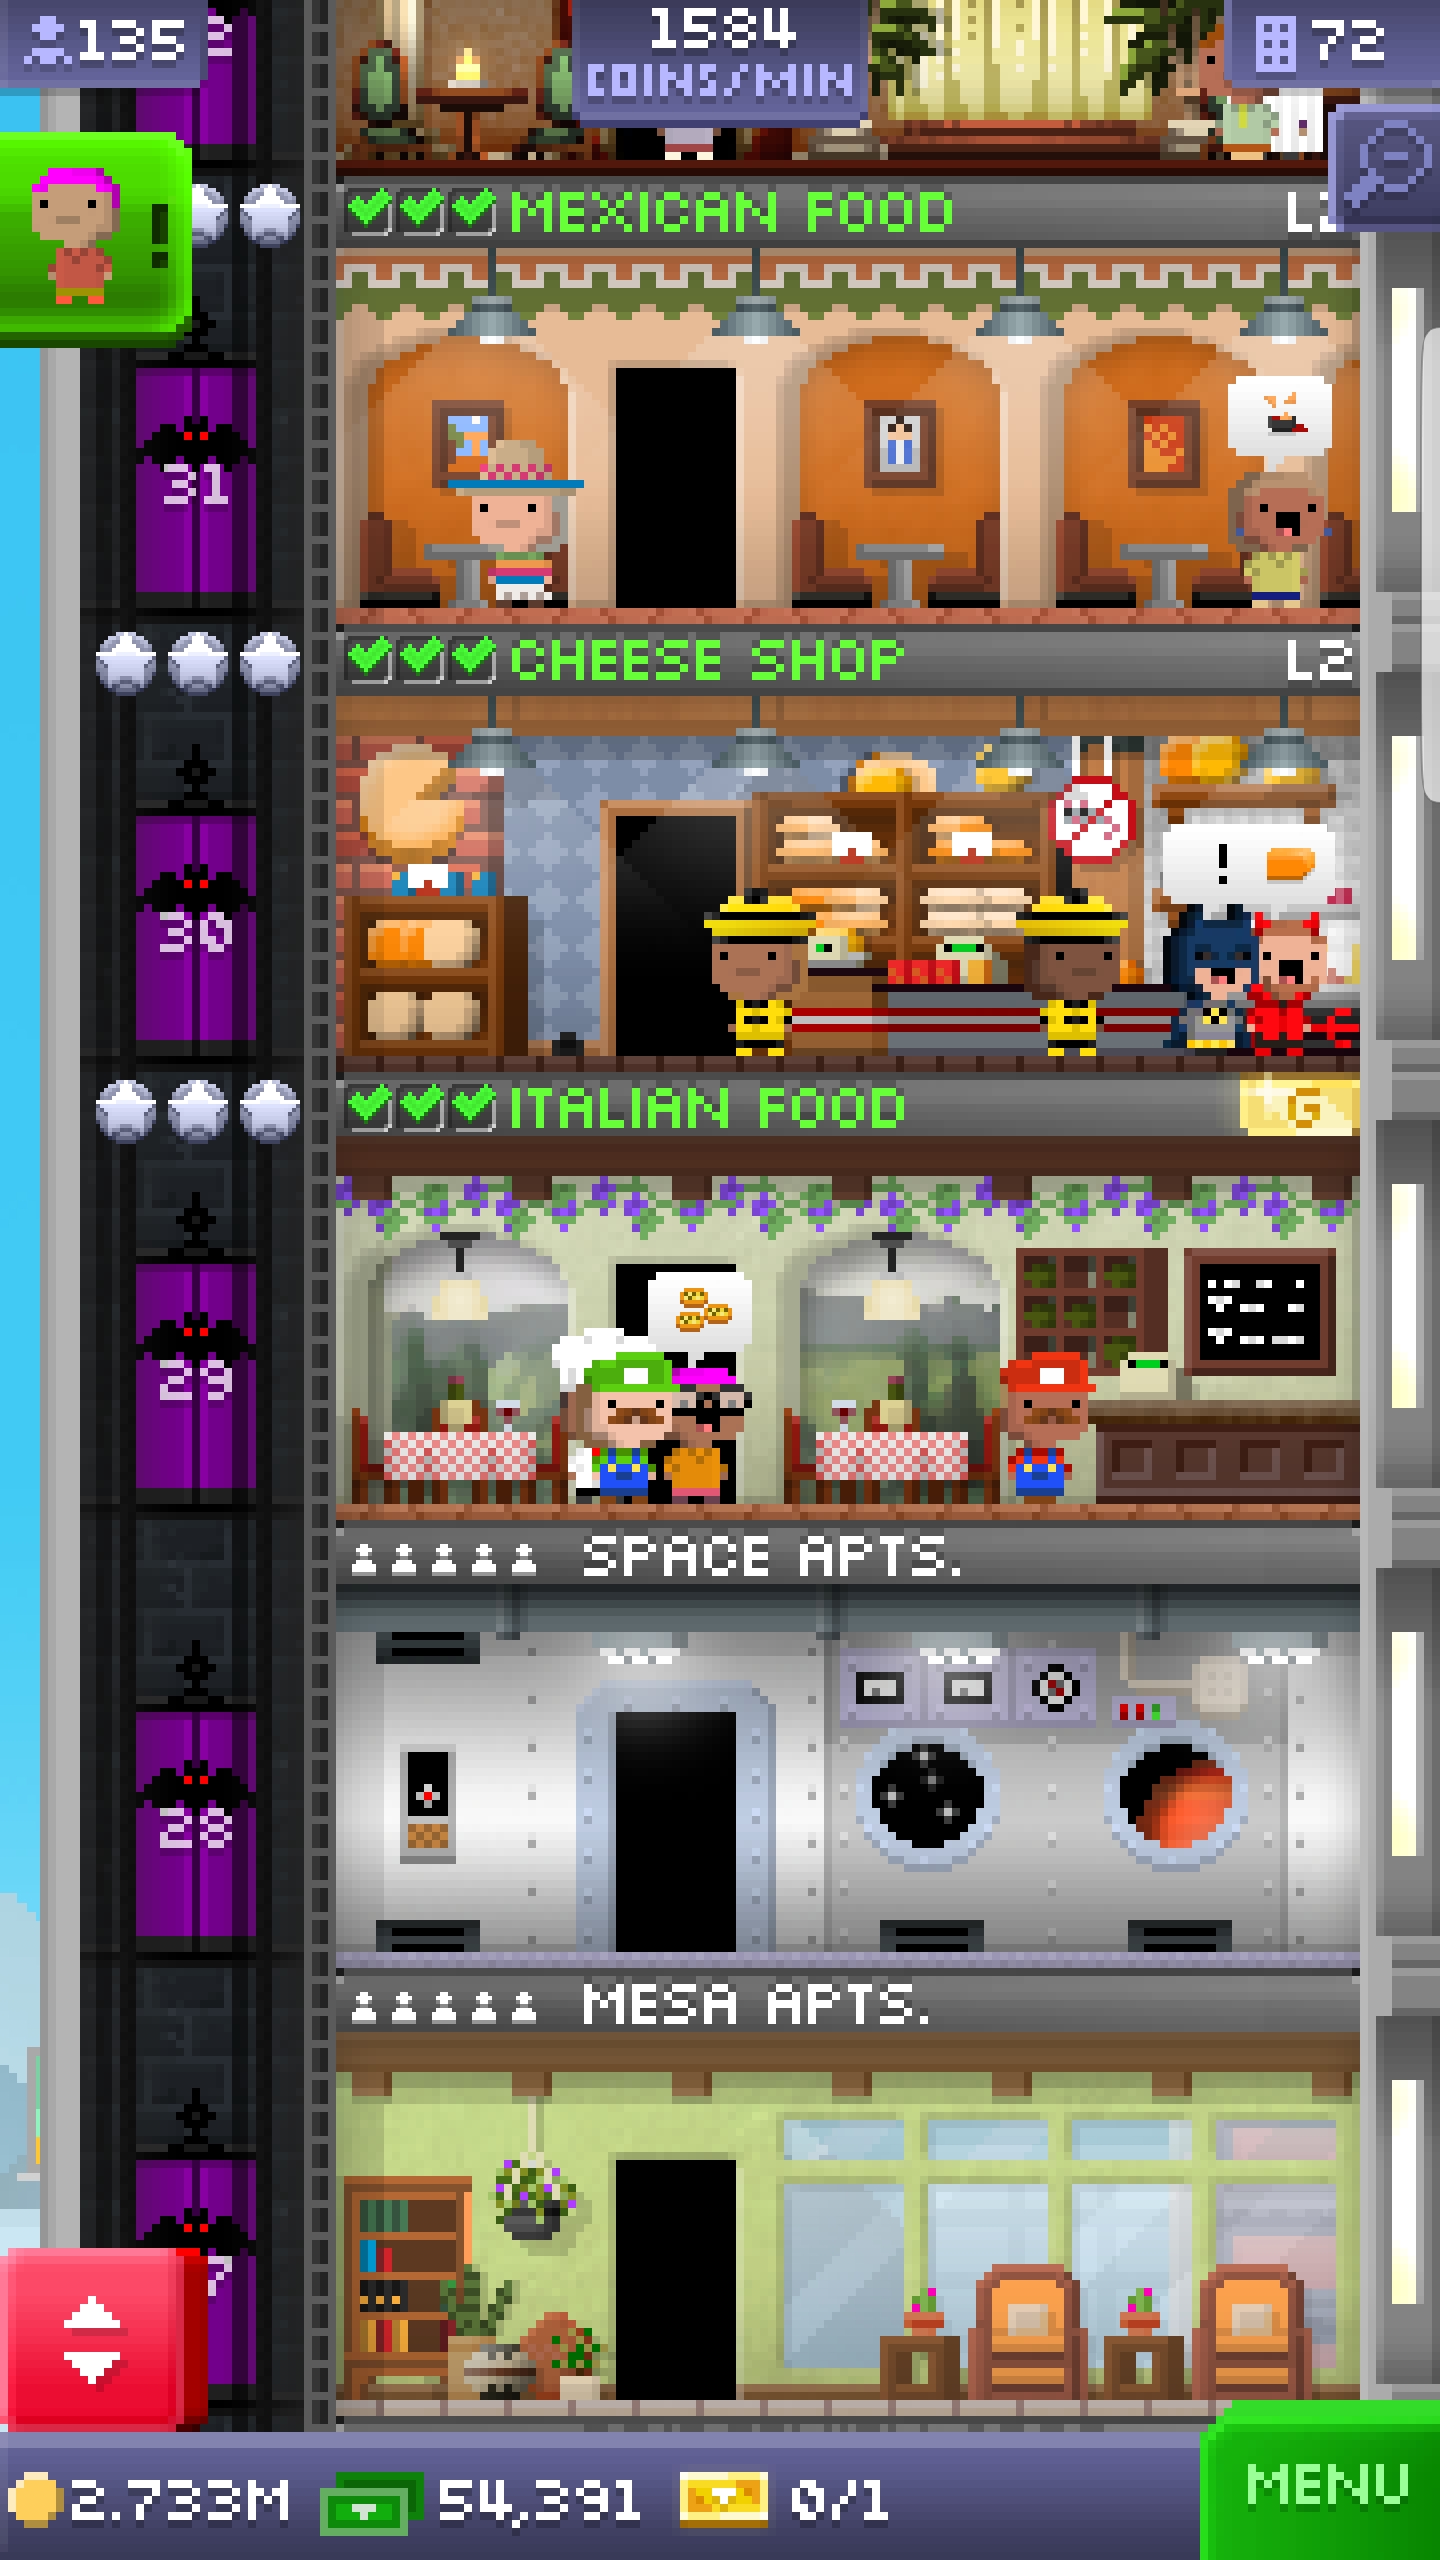 135
1584
COINS/MIN
72
MEXICAN FOOD
31
CHEESE SHOP L2
30
ITALIAN FOOD G
29
SPACE APTS.
28
MESA APTS.
7
2.733M 54,391 0/1 MENU